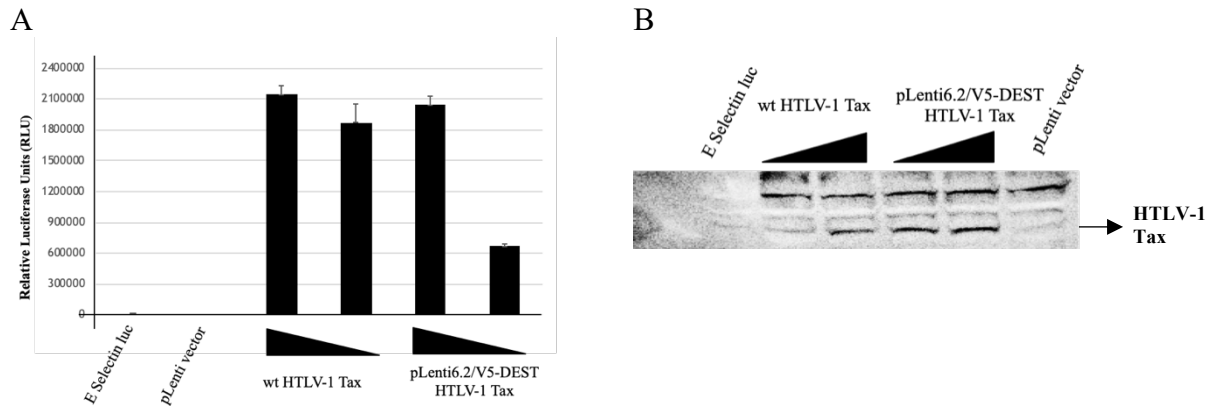 A
Relative Luciferase Units (RLU)
2400000
2100000
1800000
1500000
1200000
900000
600000
300000
0
E Selectin luc
pLenti vector
wt HTLV-1 Tax
pLenti6.2/V5-DEST
HTLV-1 Tax
B
E Selectin luc
wt HTLV-1 Tax
pLenti6.2/V5-DEST
HTLV-1 Tax
pLenti vector
HTLV-1
Tax